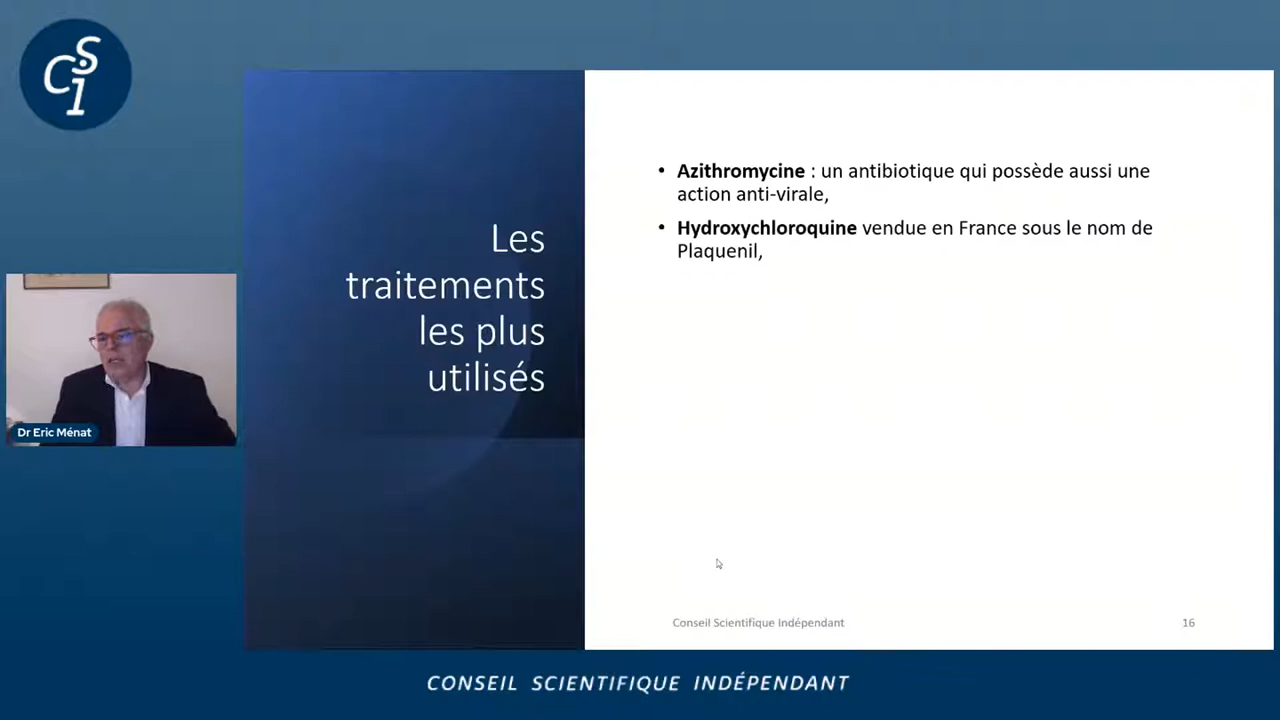 CSI
Les
traitements
les plus
utilisés
• Azithromycine : un antibiotique qui possède aussi une
action anti-virale,
• Hydroxychloroquine vendue en France sous le nom de
Plaquenil,
Dr Eric Ménat
Conseil Scientifique Indépendant
16
CONSEIL SCIENTIFIQUE INDÉPENDANT